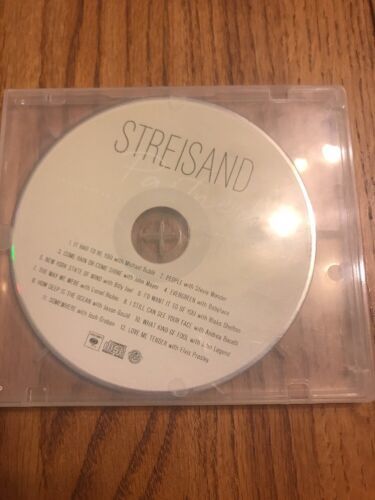 STREISAND
Partners
1. IT HAD TO BE YOU with Michael Bublé 2. PEOPLE with Stevie Wonder
3. COME RAIN OR COME SHINE with John Mayer 4. EVERGREEN with Babyface
5. NEW YORK STATE OF MIND with Billy Joel 6. I'D WANT IT TO BE YOU with Blake Shelton
7. THE WAY WE WERE with Lionel Richie 8. I STILL CAN SEE YOUR FACE with Andrea Bocelli
9. HOW DEEP IS THE OCEAN with Jason Gould 10. WHAT KIND OF FOOL with John Legend
11. SOMEWHERE with Josh Groban 12. LOVE ME TENDER with Elvis Presley